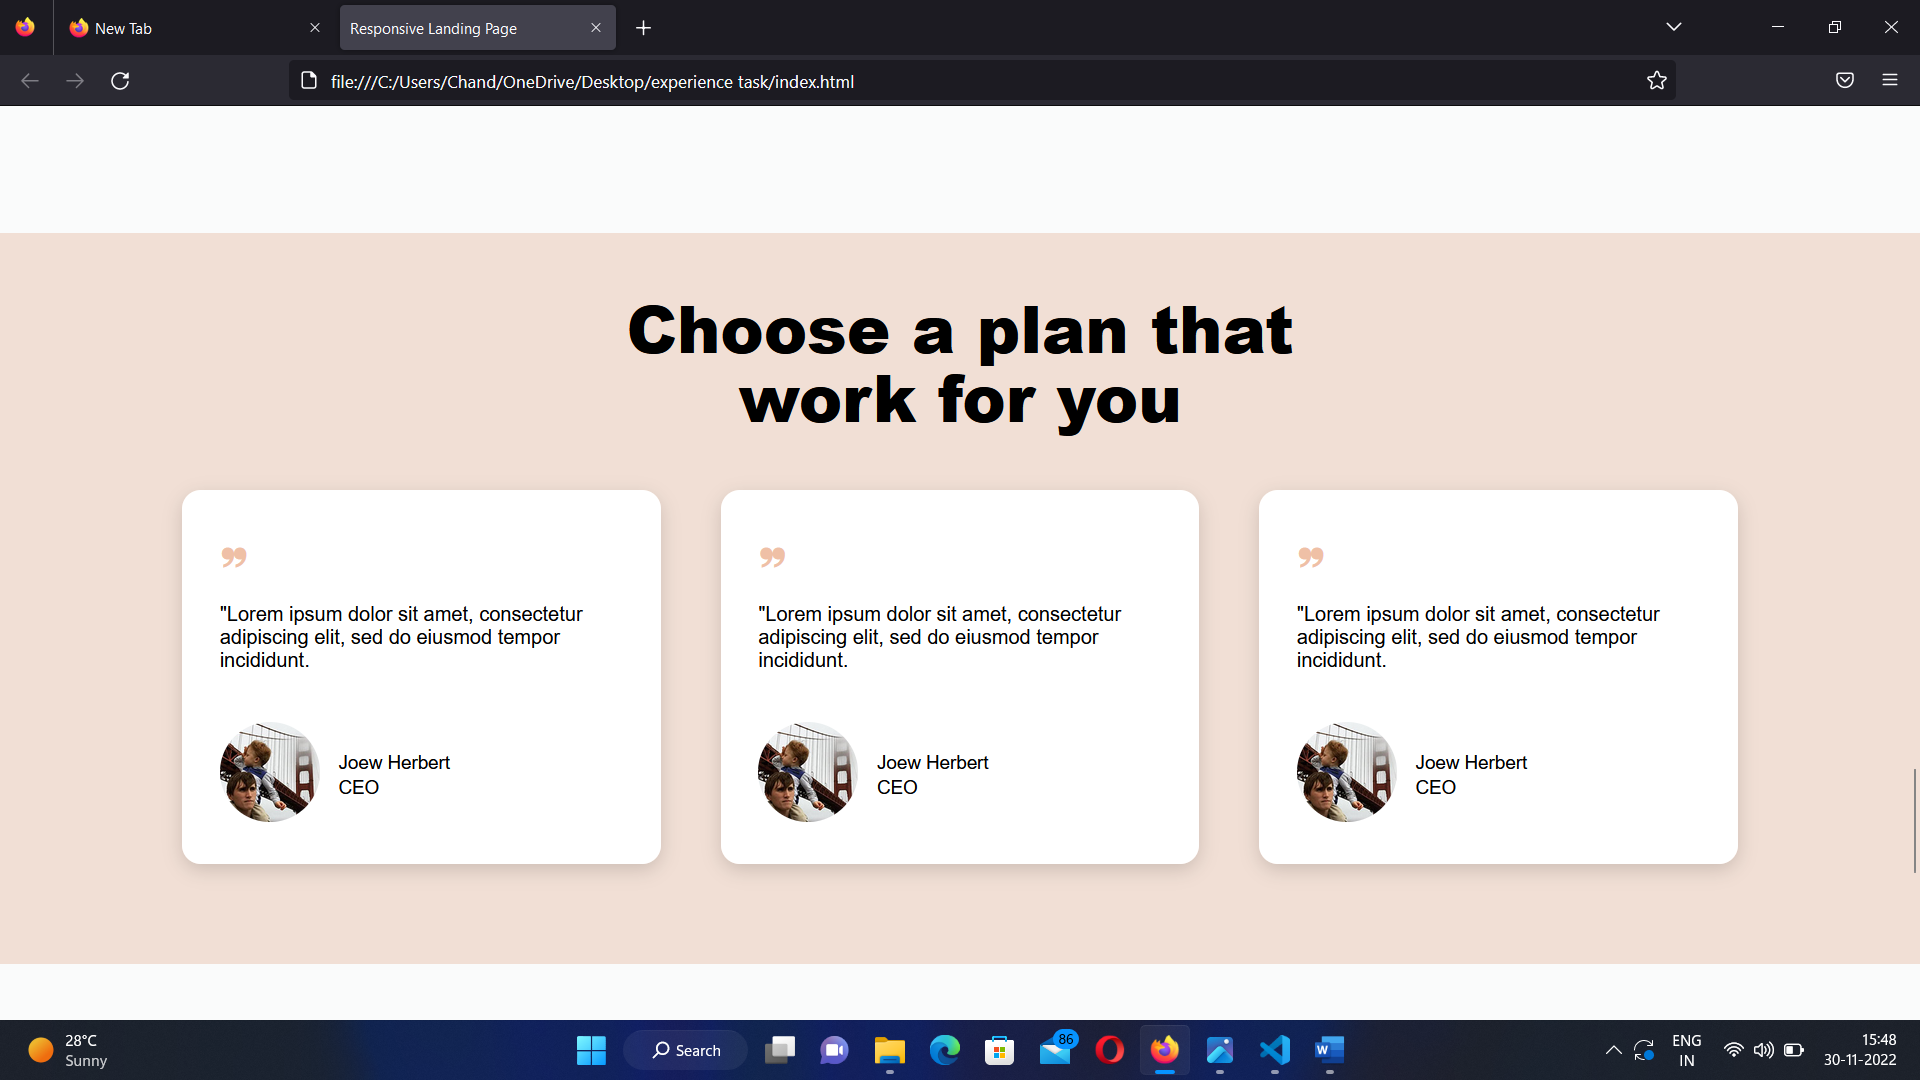 New Tab
Responsive Landing Page
file:///C:/Users/Chand/OneDrive/Desktop/experience task/index.html
Choose a plan that
work for you
❞
"Lorem ipsum dolor sit amet, consectetur
adipiscing elit, sed do eiusmod tempor
incididunt.
Joew Herbert
CEO
❞
"Lorem ipsum dolor sit amet, consectetur
adipiscing elit, sed do eiusmod tempor
incididunt.
Joew Herbert
CEO
❞
"Lorem ipsum dolor sit amet, consectetur
adipiscing elit, sed do eiusmod tempor
incididunt.
Joew Herbert
CEO
28°C
Sunny
Search
86
W
ENG
IN
15:48
30-11-2022